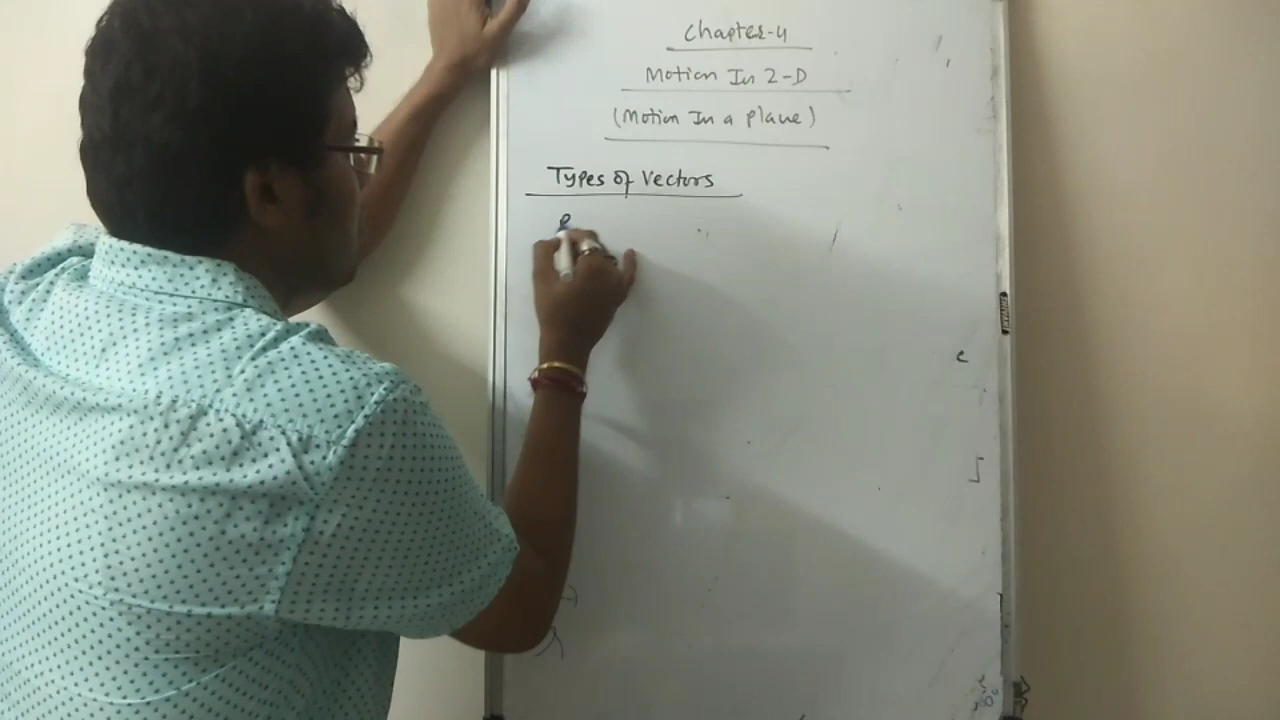 Chapter-4
Motion In 2-D
(Motion In a plane)
Types of Vectors